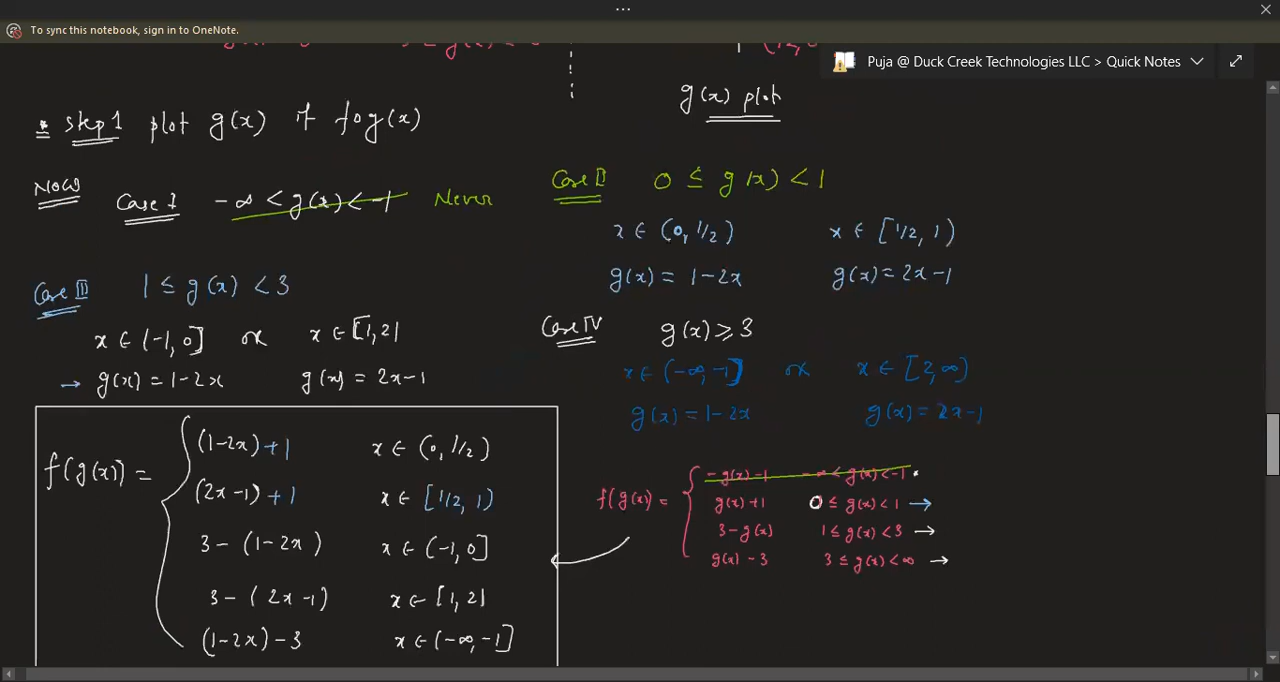 To sync this notebook, sign in to OneNote.
Puja @ Duck Creek Technologies LLC > Quick Notes
g(x) plot
* Step 1 plot g(x) if fog(x)
Now
Case I -∞ < g(x) < -1 Never
Case II 0 ≤ g(x) < 1
x ∈ (0, 1/2) x ∈ [1/2, 1)
g(x) = 1-2x g(x) = 2x-1
Case III 1 ≤ g(x) < 3
x ∈ (-1, 0] or x ∈ [1, 2]
→ g(x) = 1-2x g(x) = 2x-1
Case IV g(x) ≥ 3
x ∈ (-∞, -1] or x ∈ [2, ∞)
g(x) = 1-2x g(x) = 2x-1
f(g(x)) =
(1-2x)+1 x ∈ (0, 1/2)
(2x-1)+1 x ∈ [1/2, 1)
3-(1-2x) x ∈ (-1, 0]
3-(2x-1) x ∈ [1, 2]
(1-2x)-3 x ∈ (-∞, -1]
f(g(x)) =
-g(x)-1 -∞ < g(x) < -1
g(x)+1 0 ≤ g(x) < 1 →
3-g(x) 1 ≤ g(x) < 3 →
g(x)-3 3 ≤ g(x) < ∞ →